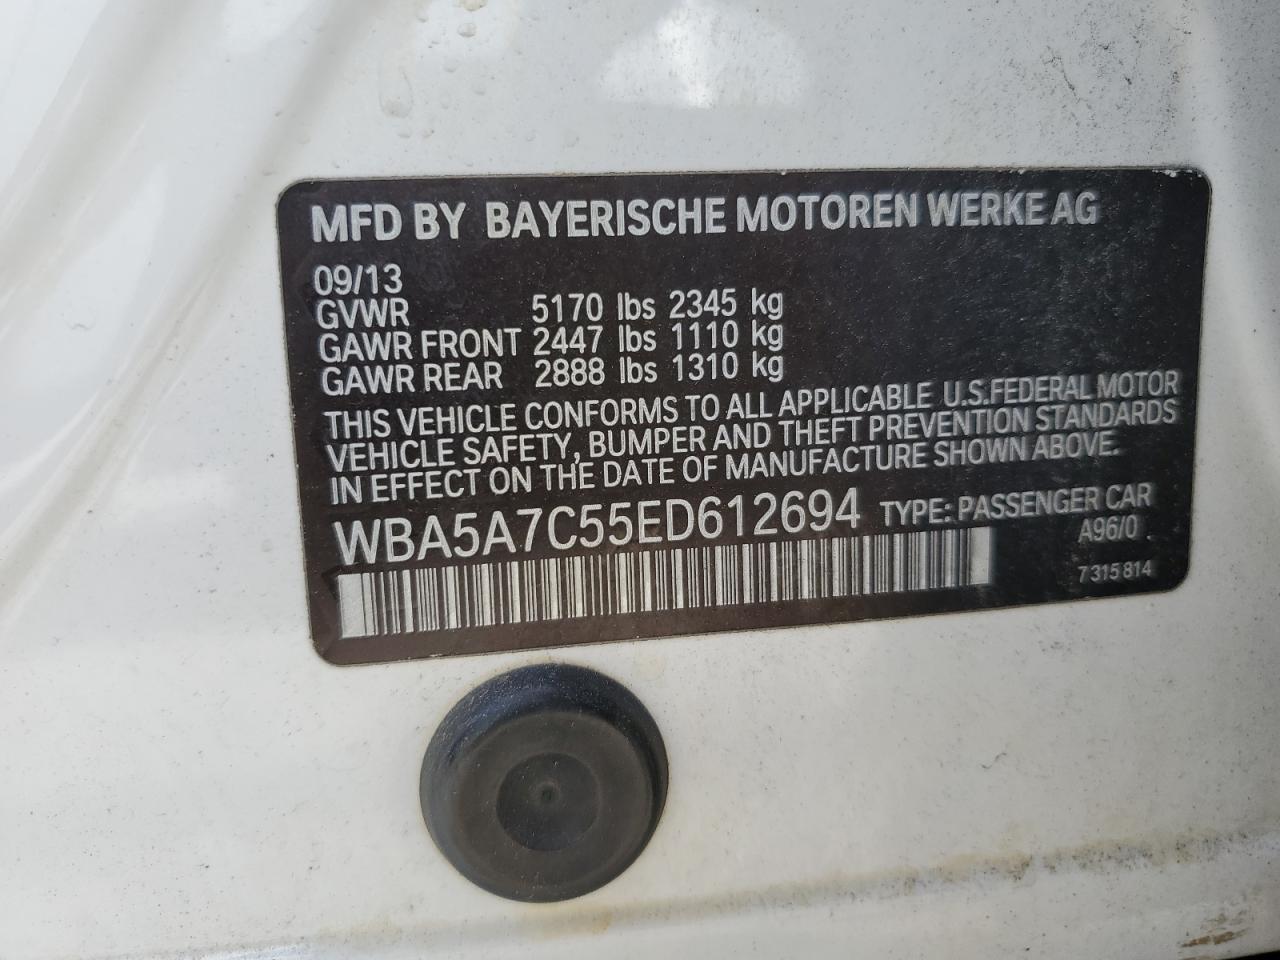 MFD BY BAYERISCHE MOTOREN WERKE AG
09/13
GVWR 5170 lbs 2345 kg
GAWR FRONT 2447 lbs 1110 kg
GAWR REAR 2888 lbs 1310 kg
THIS VEHICLE CONFORMS TO ALL APPLICABLE U.S.FEDERAL MOTOR
VEHICLE SAFETY, BUMPER AND THEFT PREVENTION STANDARDS
IN EFFECT ON THE DATE OF MANUFACTURE SHOWN ABOVE.
WBA5A7C55ED612694 TYPE: PASSENGER CAR
A96/0
7 315 814